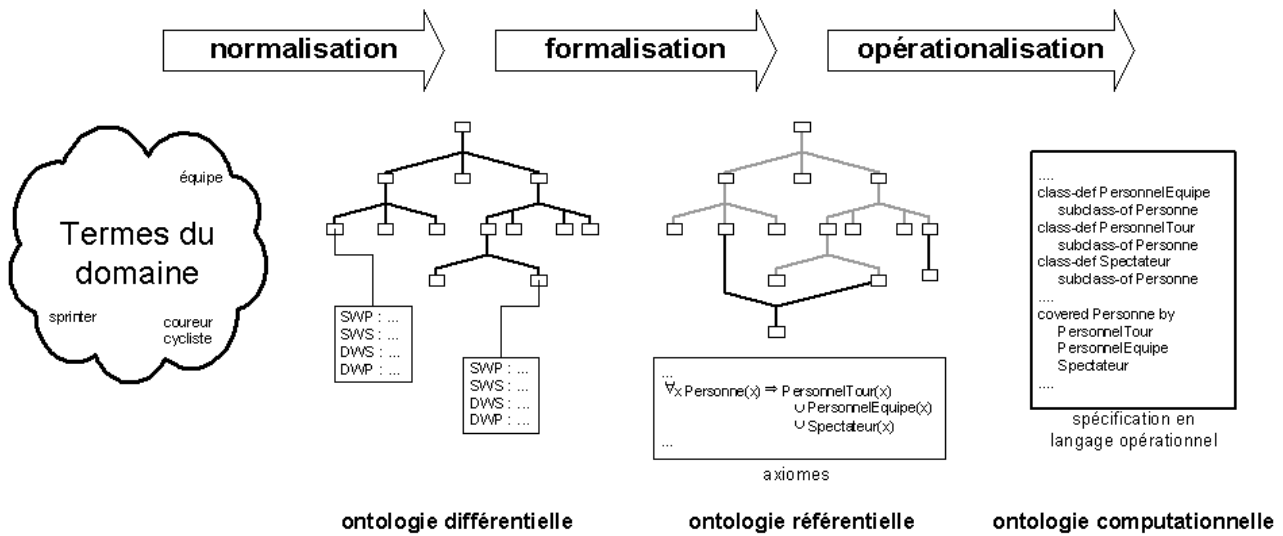 normalisation
formalisation
opérationalisation
équipe
Termes du
domaine
sprinter
coureur
cycliste
SWP : ...
SWS : ...
DWS : ...
DWP : ...
SWP : ...
SWS : ...
DWS : ...
DWP : ...
...
∀x Personne(x) ⇒ PersonnelTour(x)
∪ PersonnelEquipe(x)
∪ Spectateur(x)
...
axiomes
....
class-def PersonnelEquipe
subclass-of Personne
class-def PersonnelTour
subclass-of Personne
class-def Spectateur
subclass-of Personne
....
covered Personne by
PersonnelTour
PersonnelEquipe
Spectateur
....
spécification en
langage opérationnel
ontologie différentielle
ontologie référentielle
ontologie computationnelle